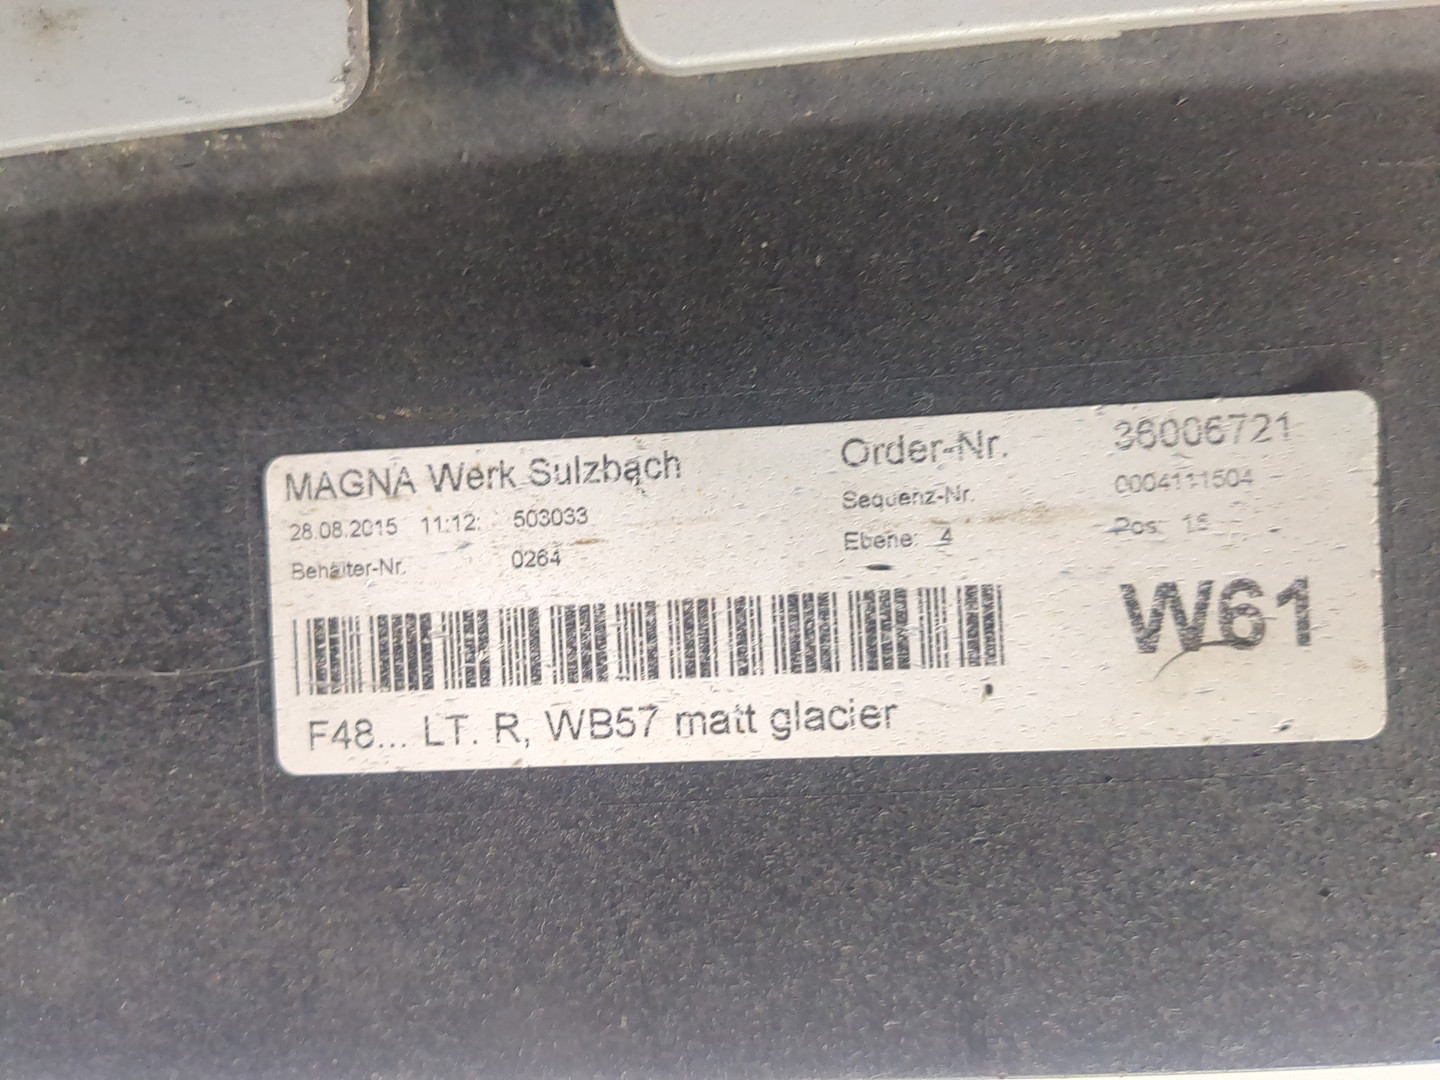 MAGNA Werk Sulzbach
28.08.2015 11:12: 503033
Behälter-Nr. 0264
Order-Nr. 36006721
Sequenz-Nr. 0004111504
Ebene: 4 Pos:
W61
F48... LT. R, WB57 matt glacier